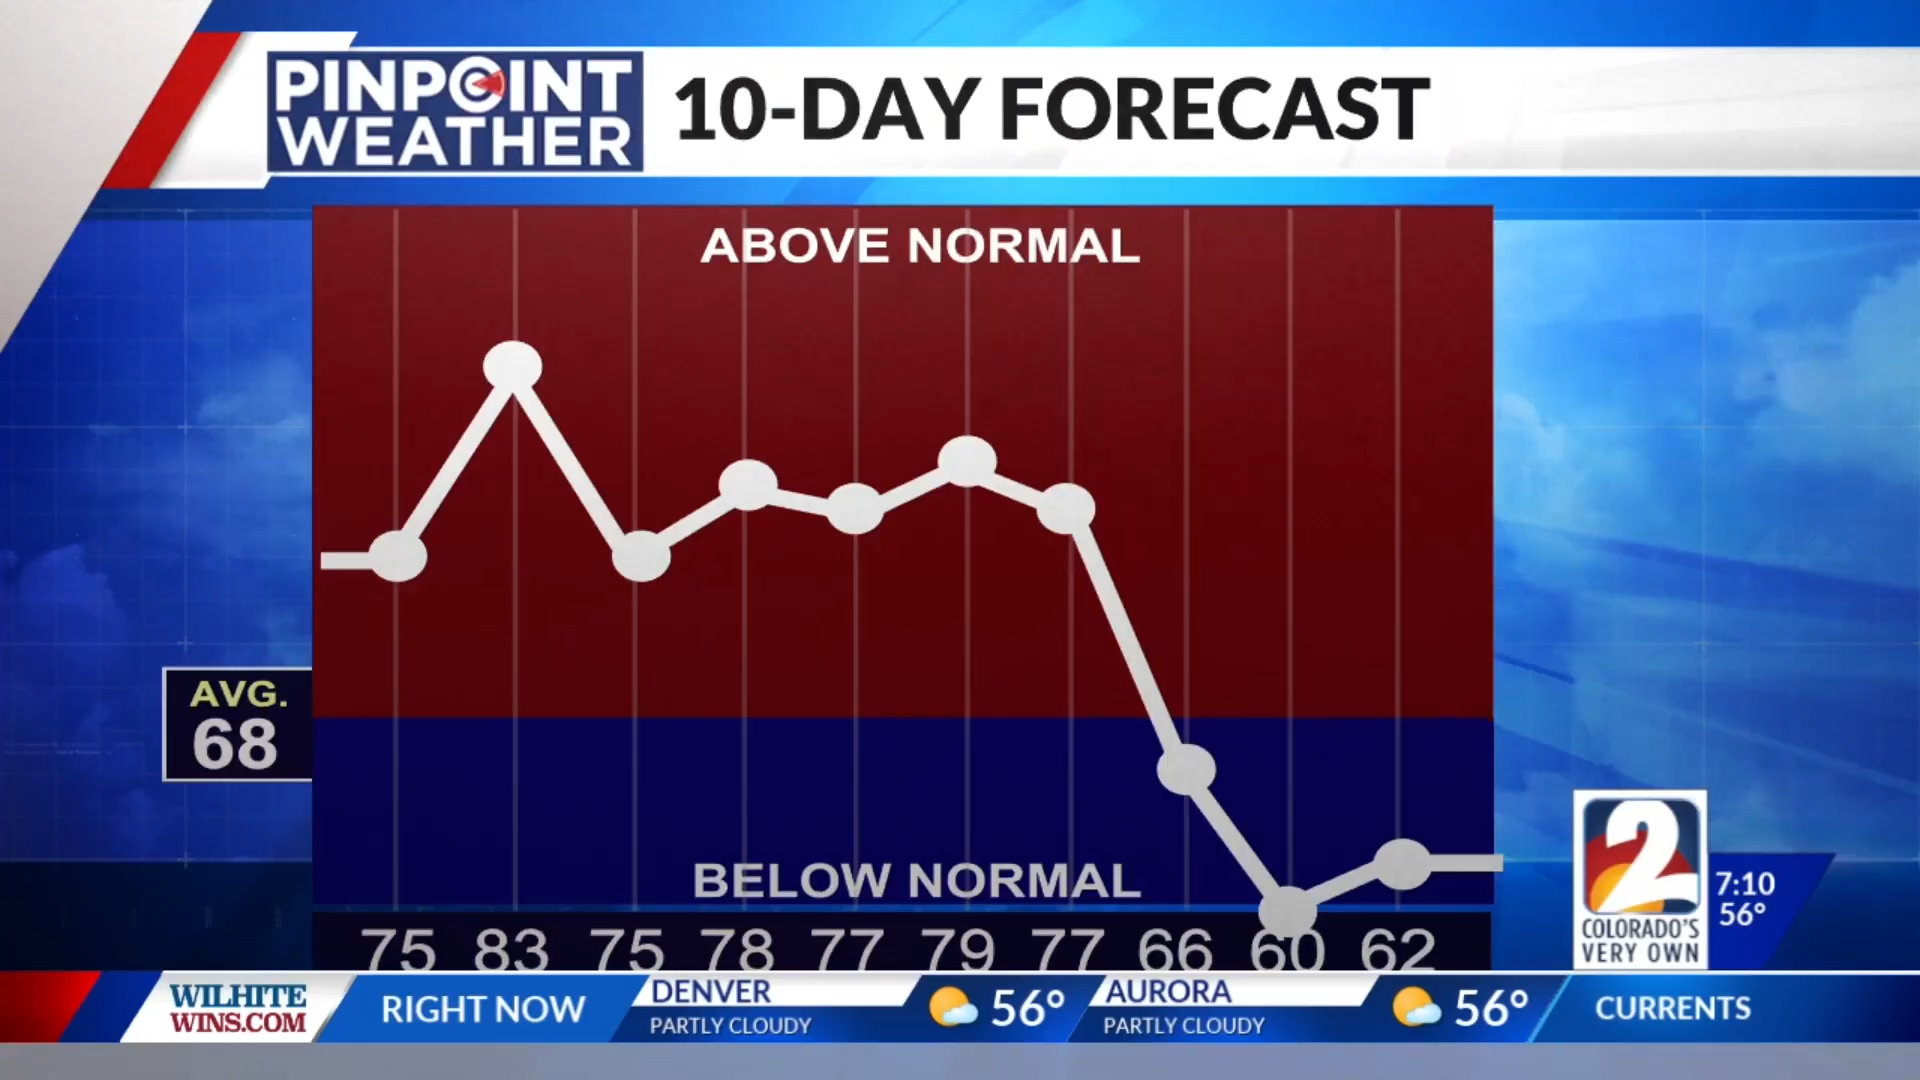 PINPOINT
WEATHER
10-DAY FORECAST
ABOVE NORMAL
AVG.
68
BELOW NORMAL
75 83 75 78 77 79 77 66 60 62
2
COLORADO'S
VERY OWN
7:10
56°
WILHITE
WINS.COM
RIGHT NOW
DENVER
PARTLY CLOUDY
56°
AURORA
PARTLY CLOUDY
56°
CURRENTS